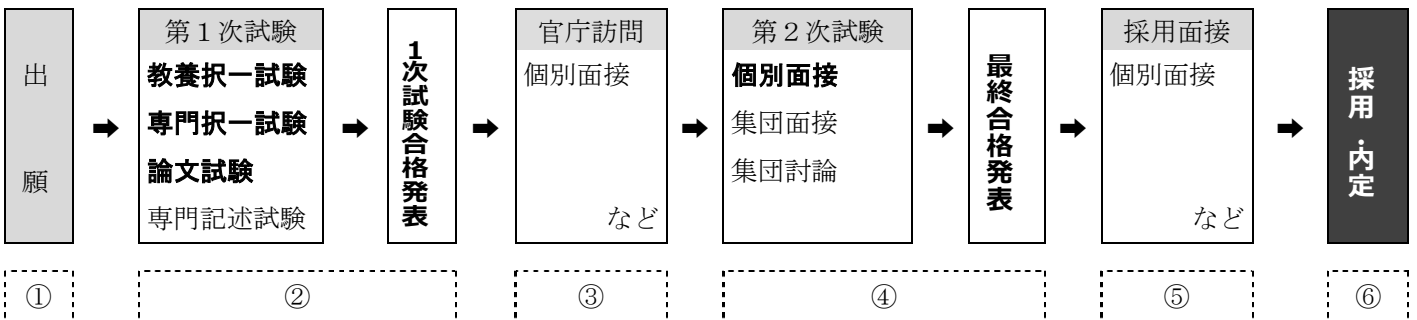 出願
➡
第１次試験
教養択一試験
専門択一試験
論文試験
専門記述試験
➡
1次試験合格発表
➡
官庁訪問
個別面接
など
➡
第２次試験
個別面接
集団面接
集団討論
➡
最終合格発表
➡
採用面接
個別面接
など
➡
採用・内定
①
②
③
④
⑤
⑥